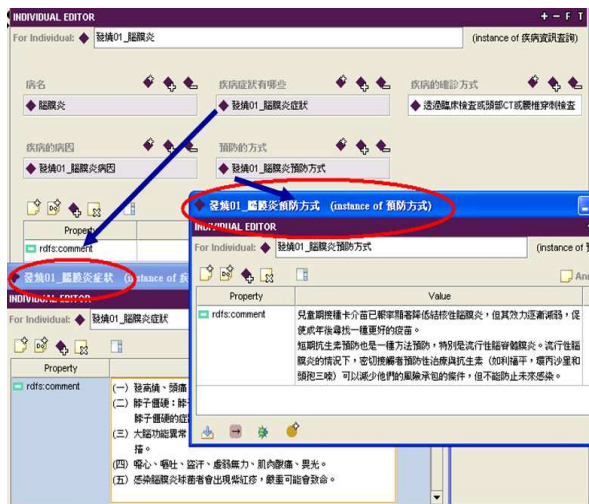 INDIVIDUAL EDITOR
+ − F T
For Individual: 發燒01_腦膜炎 (instance of 疾病資訊查詢)
病名 疾病症狀有哪些 疾病的確診方式
腦膜炎 發燒01_腦膜炎症狀 透過臨床檢查或頭部CT或腰椎穿刺檢查
疾病的病因 預防的方式
發燒01_腦膜炎病因 發燒01_腦膜炎預防方式
Property
rdfs:comment
發燒01_腦膜炎預防方式 (instance of 預防方式)
INDIVIDUAL EDITOR
For Individual: 發燒01_腦膜炎預防方式 (instance of
Property Value
rdfs:comment 兒童期接種卡介苗已報率顯著降低結核性腦膜炎，但其效力逐漸減弱，促
使成年後尋找一種更好的疫苗。
短期抗生素預防也是一種方法預防，特別是流行性腦脊髓膜炎。流行性腦
膜炎的情況下，密切接觸者預防性治療與抗生素（如利福平，環丙沙星和
頭孢三嗪）可以減少他們的風險承包的條件，但不能防止未來感染。
發燒01_腦膜炎症狀 (instance of 疾
INDIVIDUAL EDITOR
For Individual: 發燒01_腦膜炎症狀
Property
rdfs:comment (一) 發高燒、頭痛
(二) 脖子僵硬：脖
脖子僵硬的症
(三) 大腦功能異常
(四) 噁心、嘔吐、盜汗、虛弱無力、肌肉酸痛、畏光。
(五) 感染腦膜炎球菌者會出現紫紅疹，嚴重可能會致命。